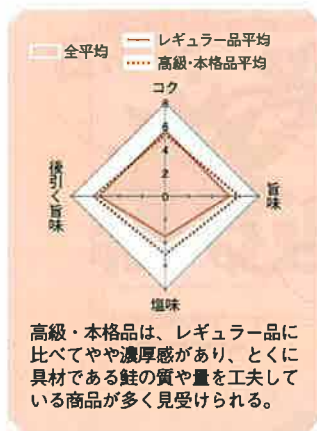 全平均
レギュラー品平均
高級・本格品平均
コク
8
6
4
2
0
旨味
後引く旨味
塩味
高級・本格品は、レギュラー品に
比べてやや濃厚感があり、とくに
具材である鮭の質や量を工夫して
いる商品が多く見受けられる。